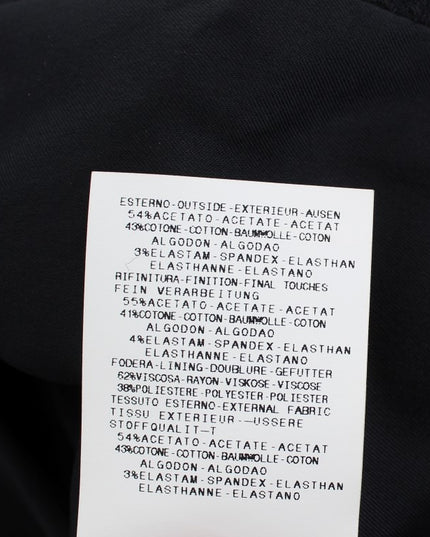 ESTERNO-OUTSIDE-EXTERIEUR-AUSEN
54%ACETATO-ACETATE-ACETAT
43%COTONE-COTTON-BAUMWOLLE-COTON
ALGODON-ALGODAO
3%ELASTAM-SPANDEX-ELASTHAN
ELASTHANNE-ELASTANO
RIFINITURA-FINITION-FINAL TOUCHES
FEIN VERARBEITUNG
55%ACETATO-ACETATE-ACETAT
41%COTONE-COTTON-BAUMWOLLE-COTON
ALGODON-ALGODAO
4%ELASTAM-SPANDEX-ELASTHAN
ELASTHANNE-ELASTANO
FODERA-LINING-DOUBLURE-GEFUTTER
62%VISCOSA-RAYON-VISKOSE-VISCOSE
38%POLIESTERE-POLYESTER-POLIESTER
TESSUTO ESTERNO-EXTERNAL FABRIC
TISSU EXTERIEUR-—USSERE
STOFFQUALIT—T
54%ACETATO-ACETATE-ACETAT
43%COTONE-COTTON-BAUMWOLLE-COTON
ALGODON-ALGODAO
3%ELASTAM-SPANDEX-ELASTHAN
ELASTHANNE-ELASTANO